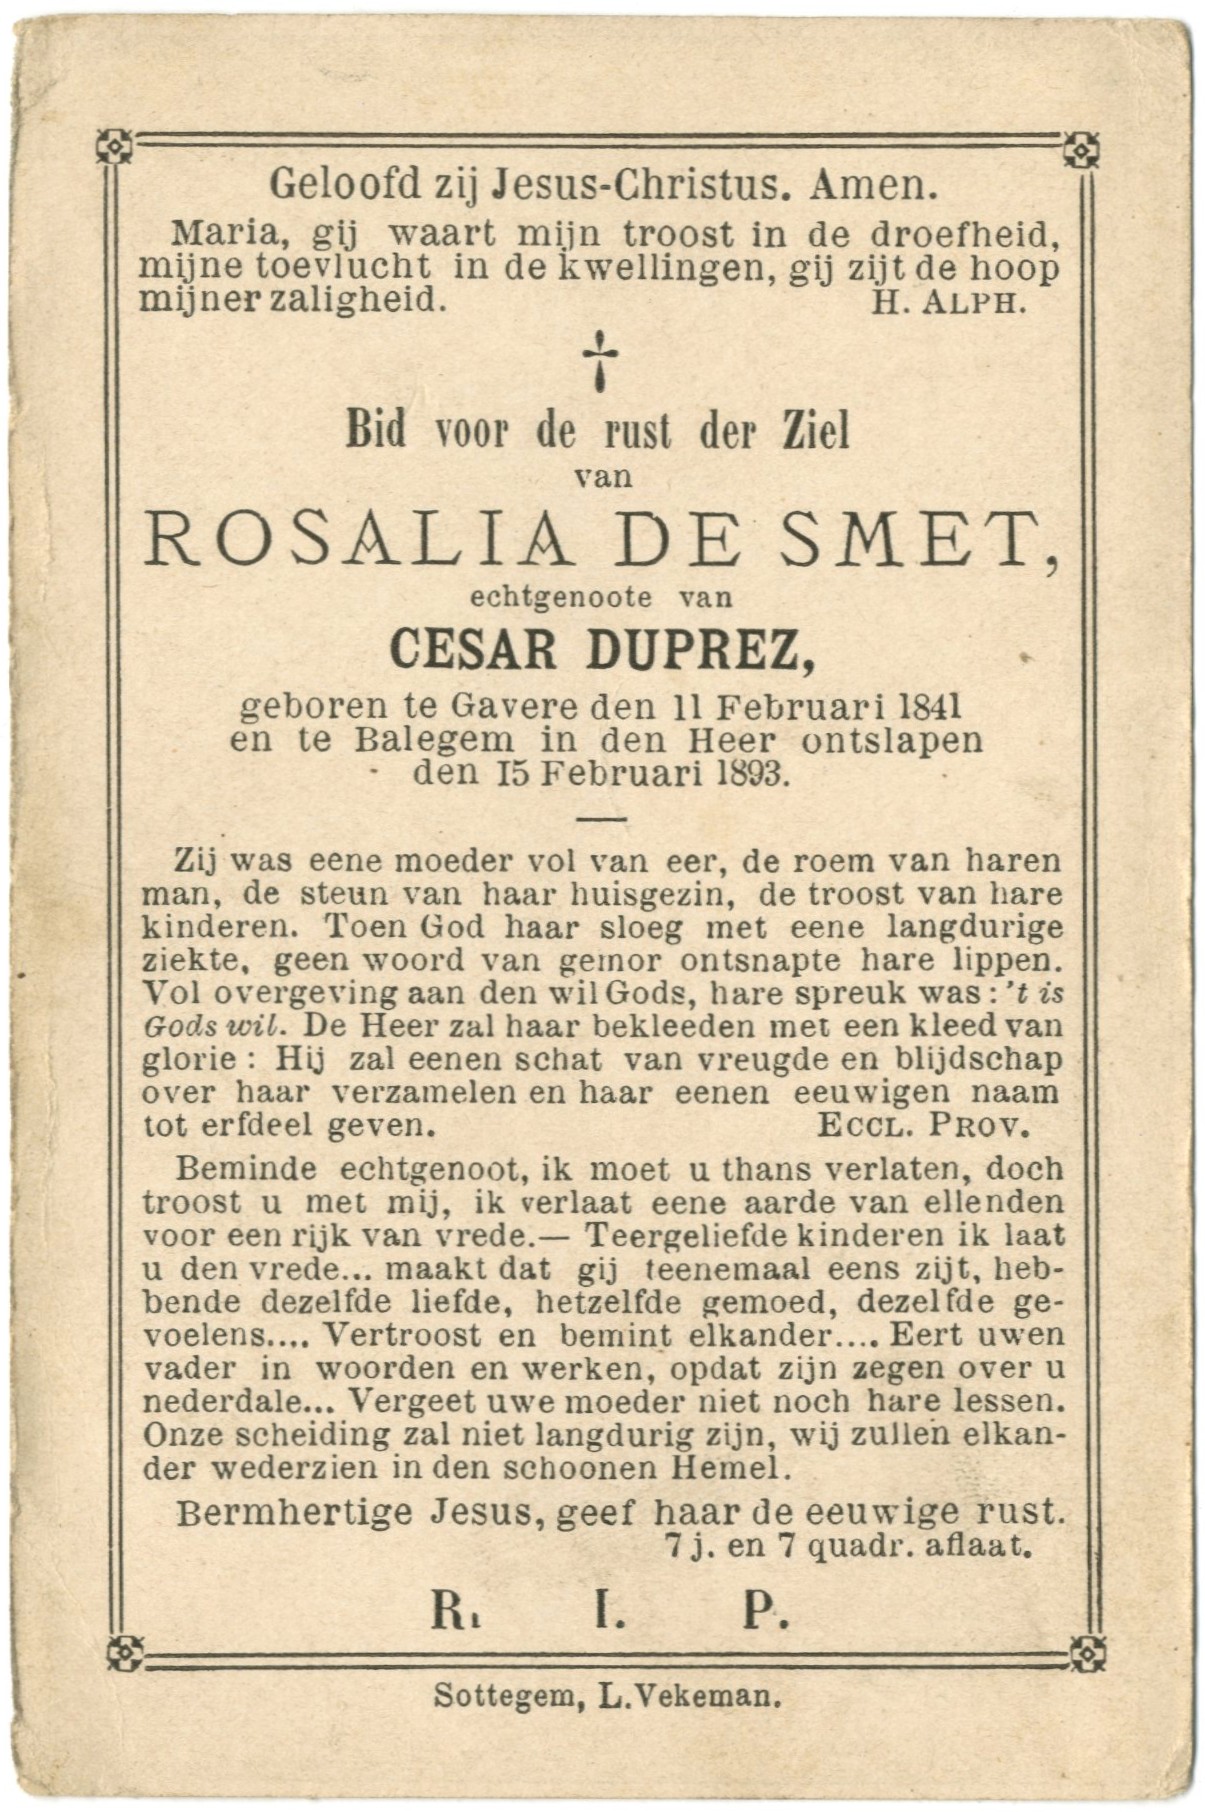 Geloofd zij Jesus-Christus. Amen.
Maria, gij waart mijn troost in de droefheid,
mijne toevlucht in de kwellingen, gij zijt de hoop
mijner zaligheid. H. ALPH.
†
Bid voor de rust der Ziel
van
ROSALIA DE SMET,
echtgenoote van
CESAR DUPREZ,
geboren te Gavere den 11 Februari 1841
en te Balegem in den Heer ontslapen
den 15 Februari 1893.
Zij was eene moeder vol van eer, de roem van haren
man, de steun van haar huisgezin, de troost van hare
kinderen. Toen God haar sloeg met eene langdurige
ziekte, geen woord van gemor ontsnapte hare lippen.
Vol overgeving aan den wil Gods, hare spreuk was: 't is
Gods wil. De Heer zal haar bekleeden met een kleed van
glorie: Hij zal eenen schat van vreugde en blijdschap
over haar verzamelen en haar eenen eeuwigen naam
tot erfdeel geven. ECCL. PROV.
Beminde echtgenoot, ik moet u thans verlaten, doch
troost u met mij, ik verlaat eene aarde van ellenden
voor een rijk van vrede.— Teergeliefde kinderen ik laat
u den vrede... maakt dat gij teenemaal eens zijt, heb-
bende dezelfde liefde, hetzelfde gemoed, dezelfde ge-
voelens.... Vertroost en bemint elkander.... Eert uwen
vader in woorden en werken, opdat zijn zegen over u
nederdale... Vergeet uwe moeder niet noch hare lessen.
Onze scheiding zal niet langdurig zijn, wij zullen elkan-
der wederzien in den schoonen Hemel.
Bermhertige Jesus, geef haar de eeuwige rust.
7 j. en 7 quadr. aflaat.
R. I. P.
Sottegem, L. Vekeman.